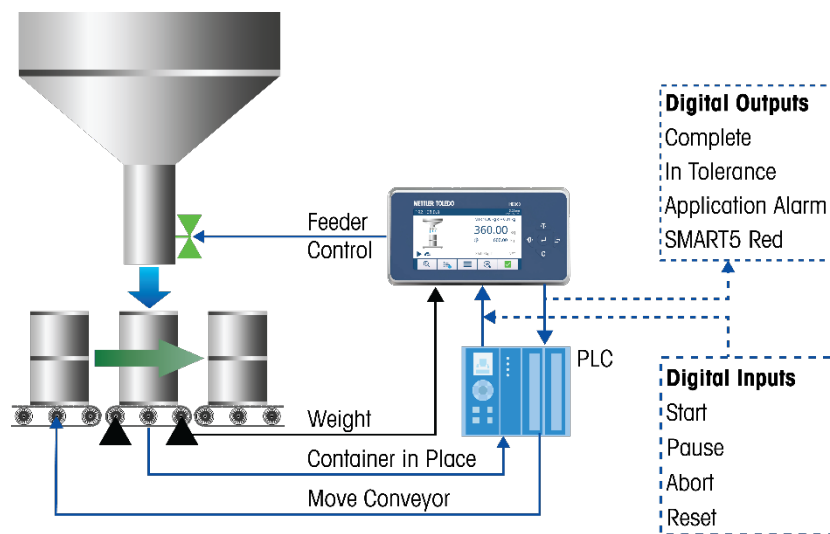 METTLER TOLEDO
360.00
Feeder
Control
Weight
Container in Place
Move Conveyor
PLC
Digital Outputs
Complete
In Tolerance
Application Alarm
SMART5 Red
Digital Inputs
Start
Pause
Abort
Reset